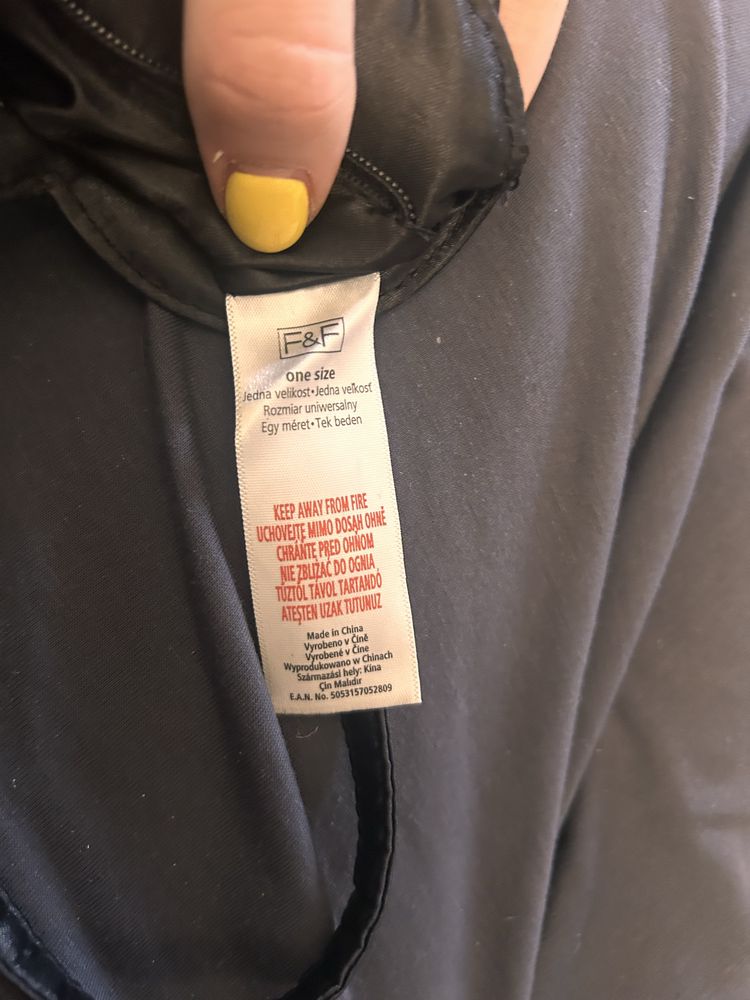 F&F
one size
Jedna velikost•Jedna veľkosť
Rozmiar uniwersalny
Egy méret•Tek beden
KEEP AWAY FROM FIRE
UCHOVEJTE MIMO DOSAH OHNĚ
CHRÁŇTE PRED OHŇOM
NIE ZBLIŻAĆ DO OGNIA
TŰZTŐL TÁVOL TARTANDÓ
ATEŞTEN UZAK TUTUNUZ
Made in China
Vyrobeno v Číně
Vyrobené v Číne
Wyprodukowano w Chinach
Származási hely: Kína
Çin Malıdır
E.A.N. No. 5053157052809